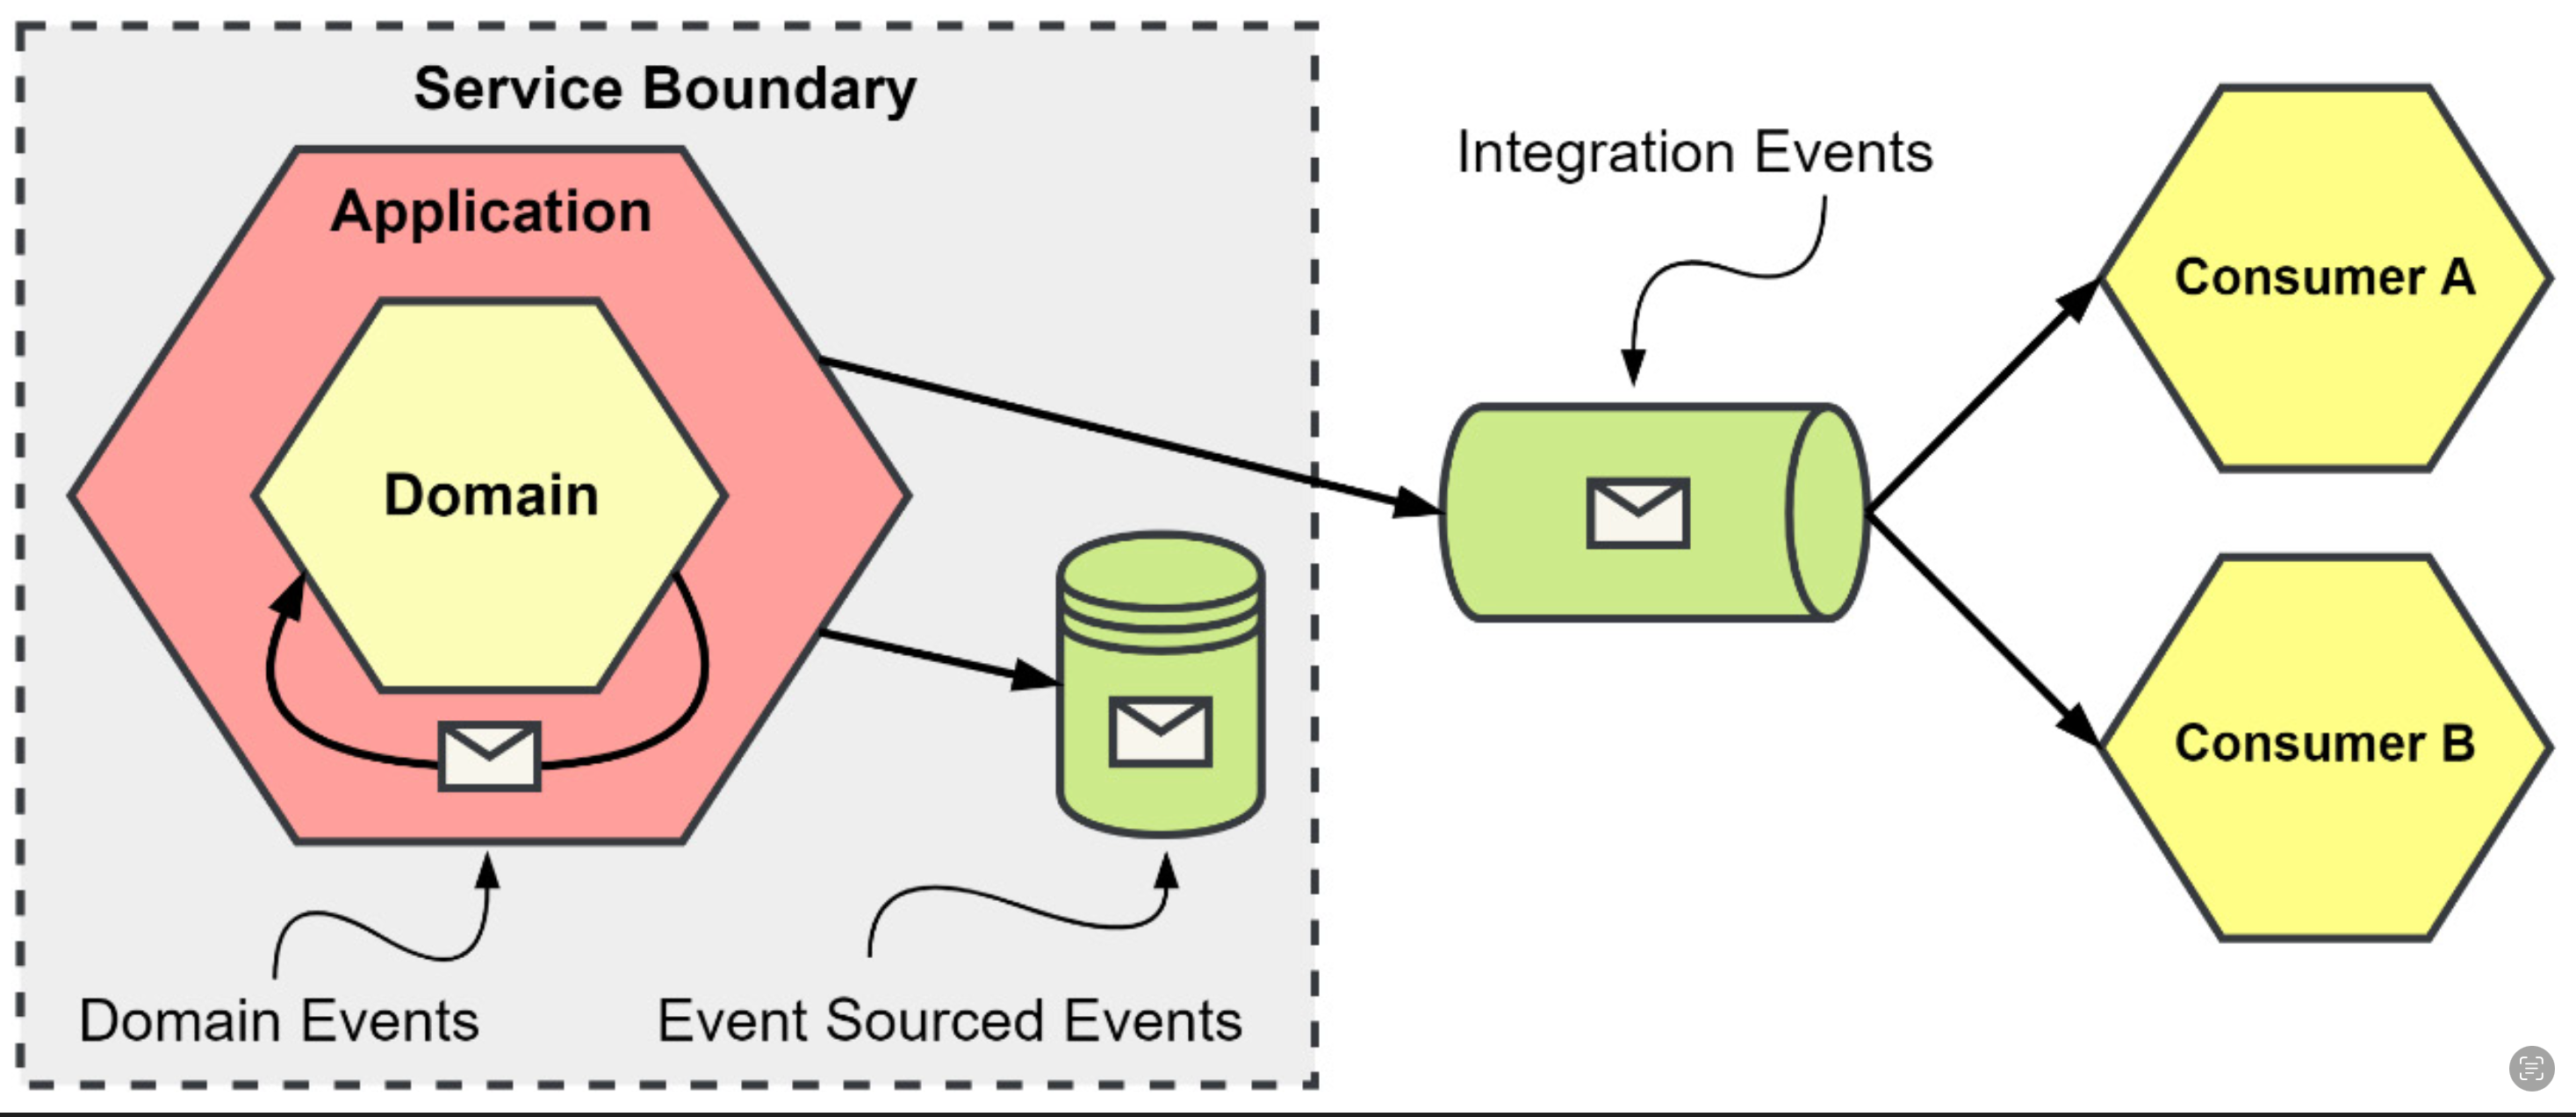 Service Boundary
Application
Domain
Domain Events
Event Sourced Events
Integration Events
Consumer A
Consumer B